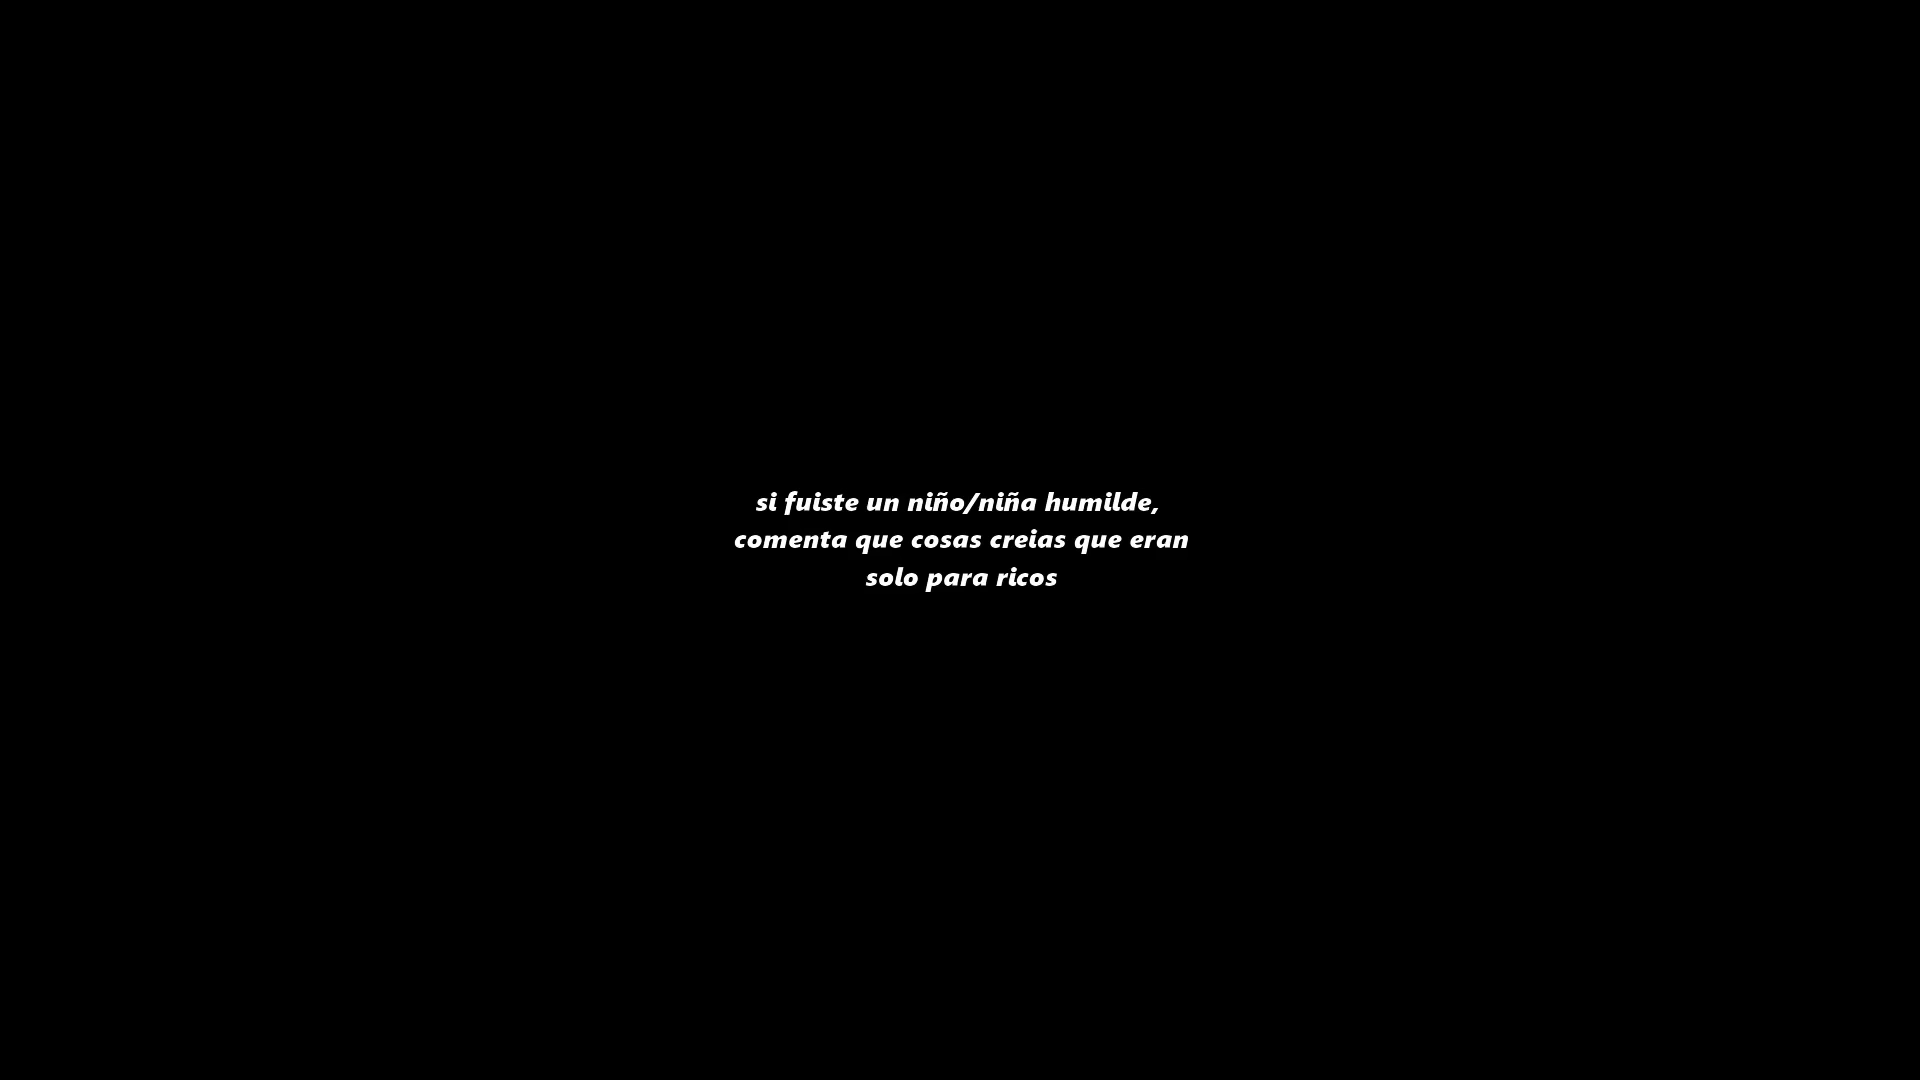 si fuiste un niño/niña humilde,
comenta que cosas creias que eran
solo para ricos